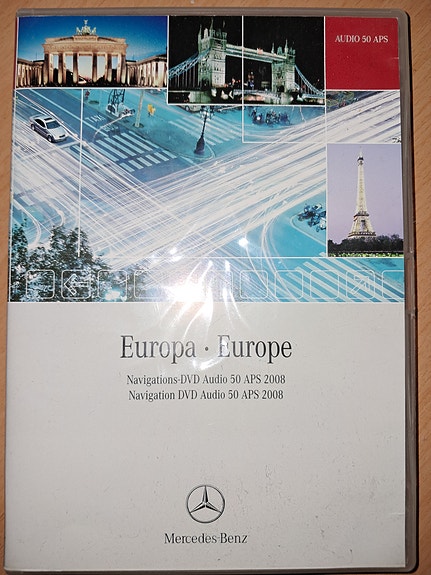 AUDIO 50 APS
TAXI
Europa · Europe
Navigations-DVD Audio 50 APS 2008
Navigation DVD Audio 50 APS 2008
Mercedes-Benz